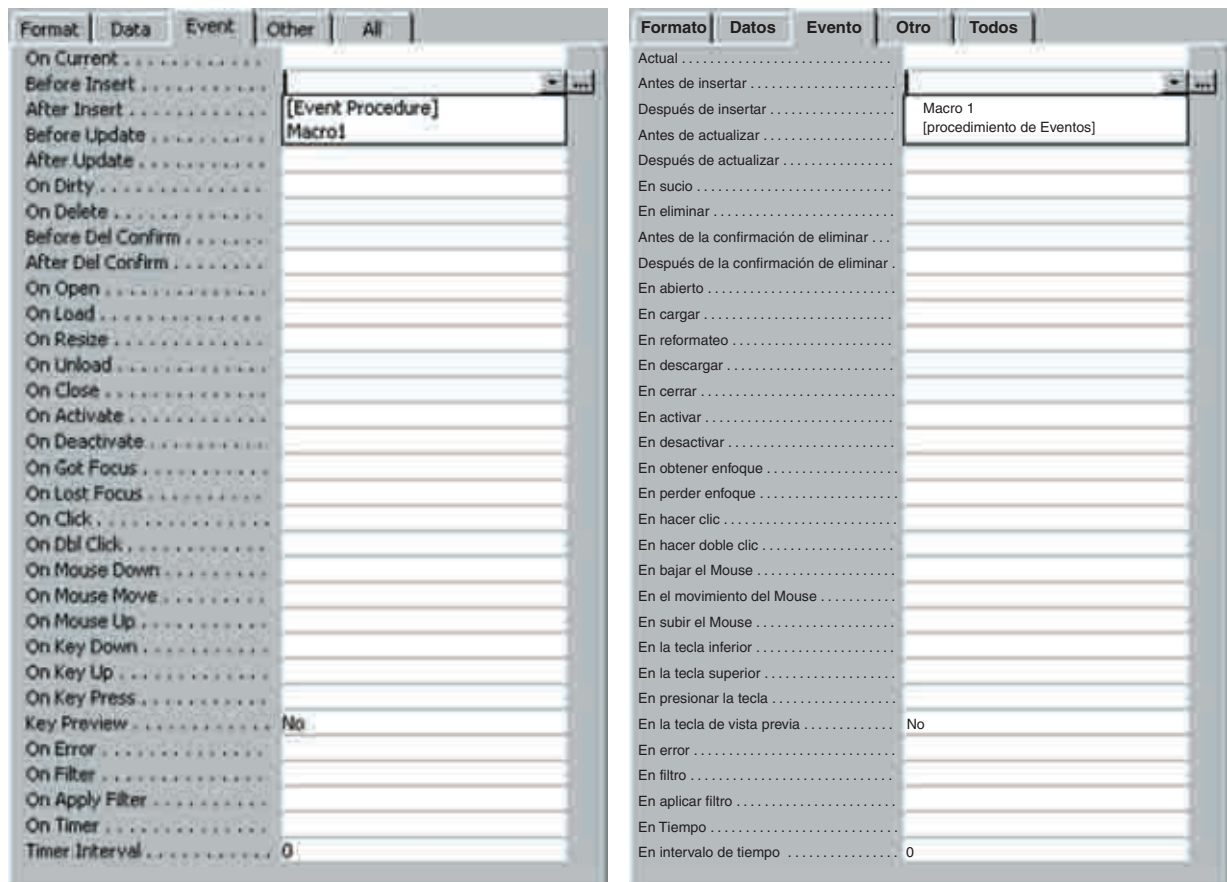 Format Data Event Other All
On Current
Before Insert
After Insert [Event Procedure]
Before Update Macro1
After Update
On Dirty
On Delete
Before Del Confirm
After Del Confirm
On Open
On Load
On Resize
On Unload
On Close
On Activate
On Deactivate
On Got Focus
On Lost Focus
On Click
On Dbl Click
On Mouse Down
On Mouse Move
On Mouse Up
On Key Down
On Key Up
On Key Press
Key Preview No
On Error
On Filter
On Apply Filter
On Timer
Timer Interval 0
Formato Datos Evento Otro Todos
Actual
Antes de insertar
Después de insertar Macro 1
Antes de actualizar [procedimiento de Eventos]
Después de actualizar
En sucio
En eliminar
Antes de la confirmación de eliminar
Después de la confirmación de eliminar
En abierto
En cargar
En reformateo
En descargar
En cerrar
En activar
En desactivar
En obtener enfoque
En perder enfoque
En hacer clic
En hacer doble clic
En bajar el Mouse
En el movimiento del Mouse
En subir el Mouse
En la tecla inferior
En la tecla superior
En presionar la tecla
En la tecla de vista previa No
En error
En filtro
En aplicar filtro
En Tiempo
En intervalo de tiempo 0